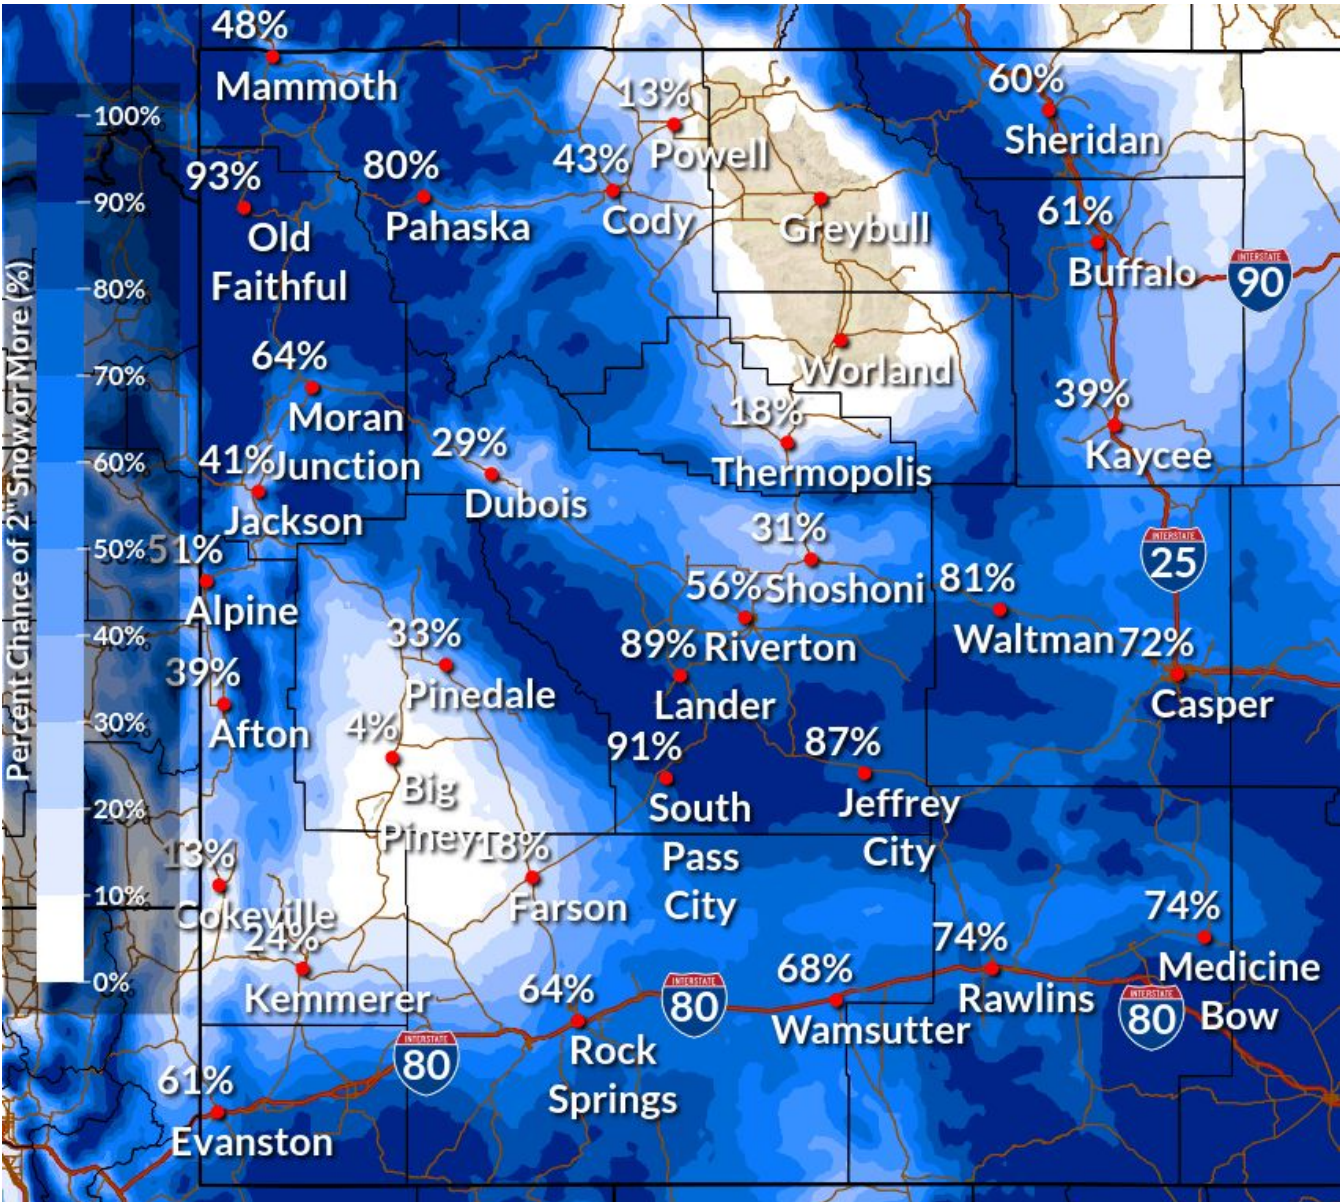 48%
Mammoth
100%
60%
Sheridan
13%
Powell
93%
Old
Faithful
80%
Pahaska
43%
Cody
Greybull
90%
61%
Buffalo
INTERSTATE
90
80%
Percent Chance of 2" Snow or More (%)
64%
Moran
Junction
70%
Worland
18%
Thermopolis
39%
Kaycee
41%
Jackson
29%
Dubois
60%
31%
Shoshoni
50%
51%
Alpine
56%
Riverton
81%
Waltman
INTERSTATE
25
72%
Casper
40%
33%
Pinedale
89%
Lander
39%
Afton
30%
4%
Big
Piney
91%
South
Pass
City
87%
Jeffrey
City
20%
13%
Cokeville
18%
Farson
10%
24%
Kemmerer
74%
Rawlins
74%
Medicine
Bow
0%
64%
Rock
Springs
INTERSTATE
80
68%
Wamsutter
INTERSTATE
80
INTERSTATE
80
61%
Evanston